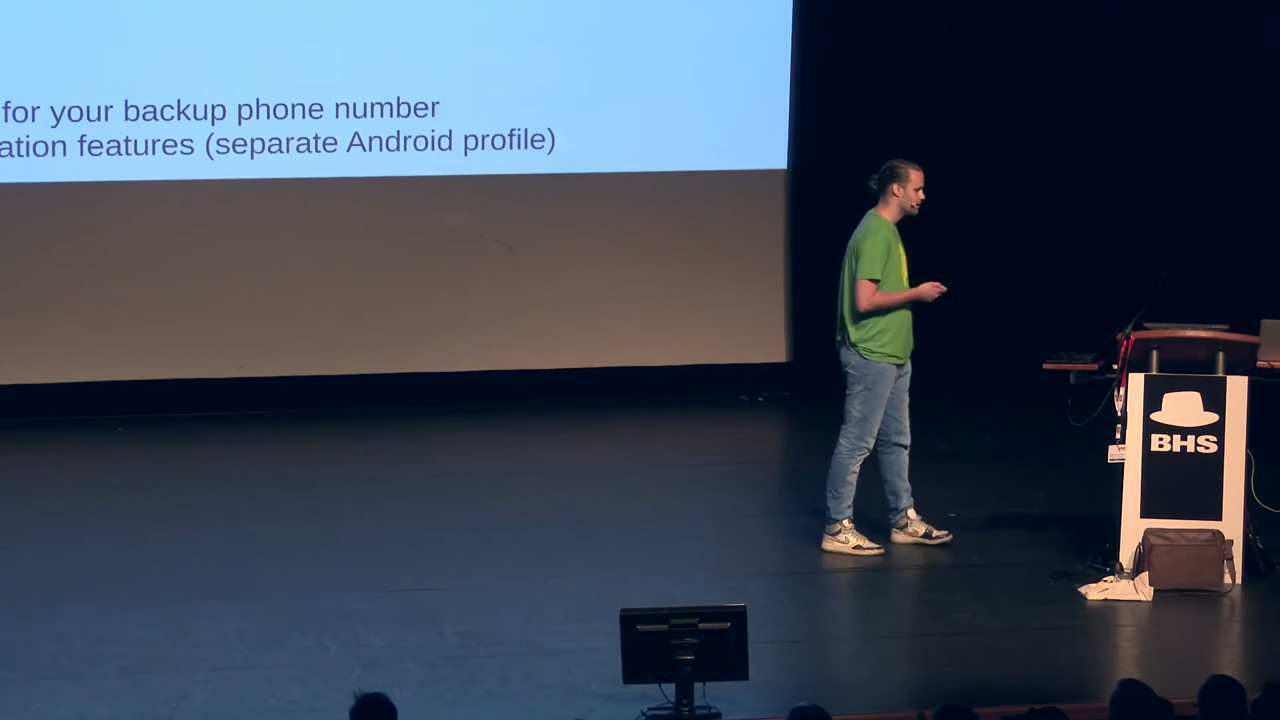 for your backup phone number
ation features (separate Android profile)
BHS